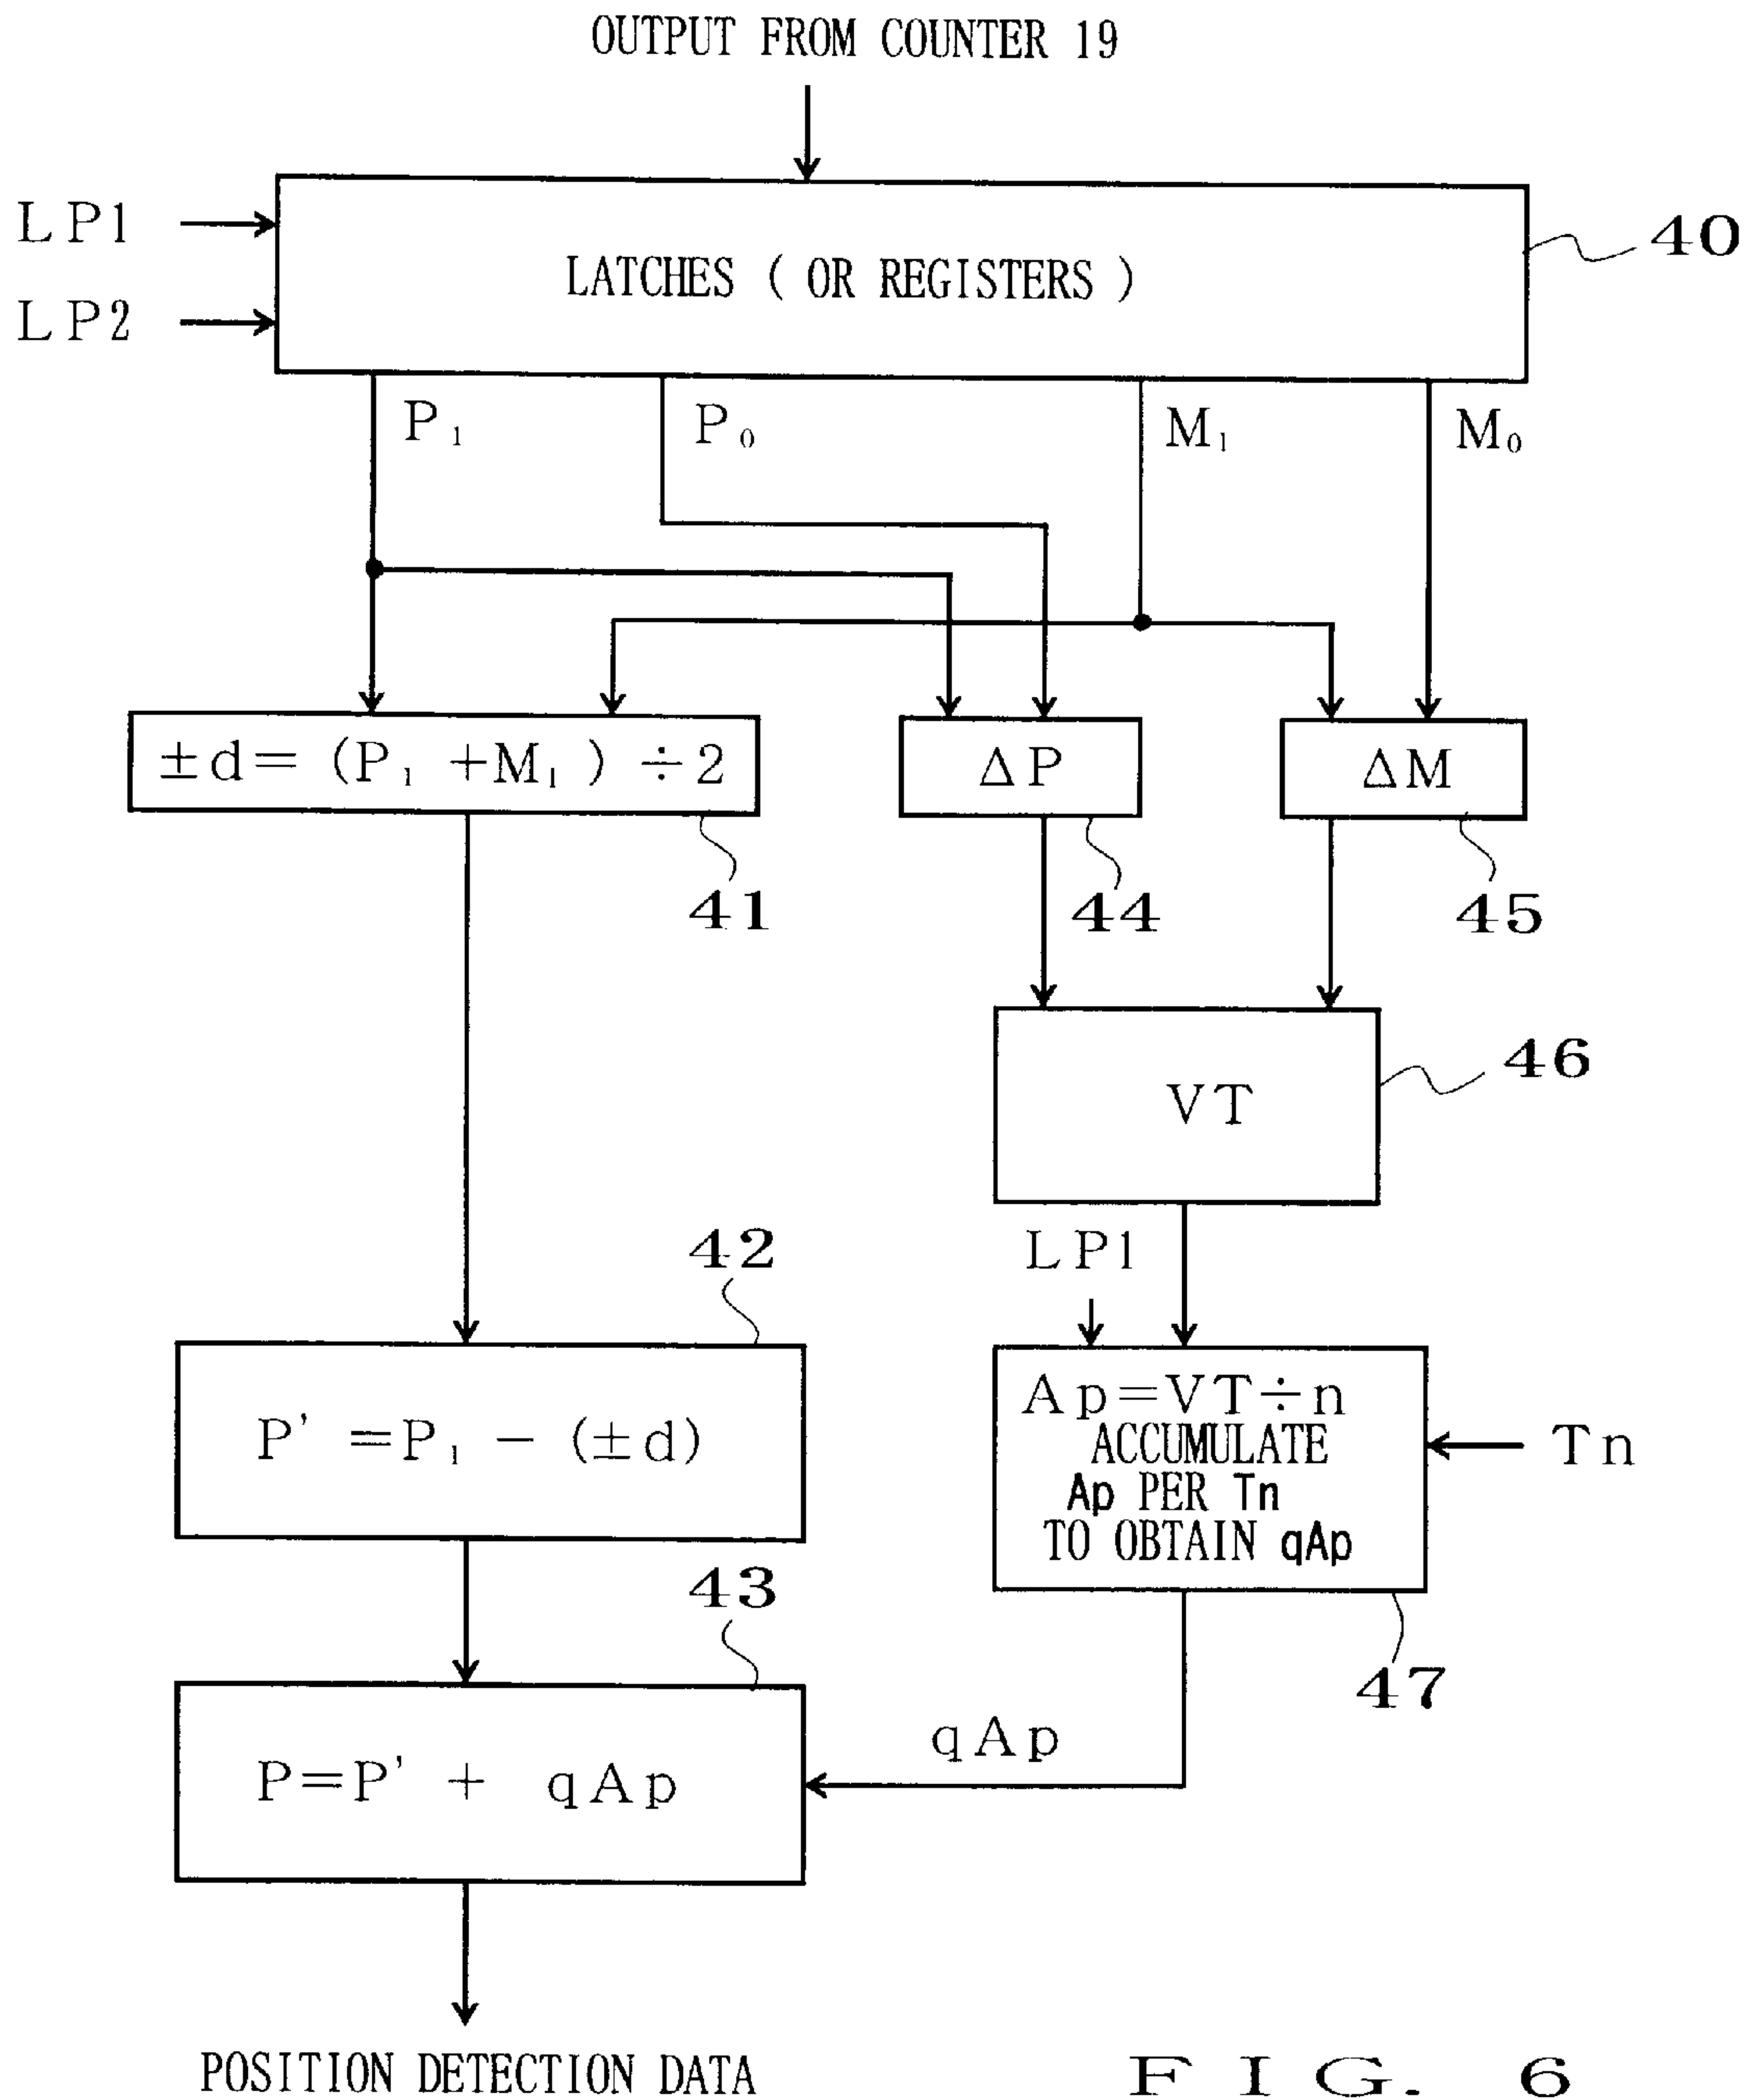 OUTPUT FROM COUNTER 19
LP1
LP2
LATCHES ( OR REGISTERS )
40
P₁
P₀
M₁
M₀
±d= (P₁ +M₁ ) ÷2
ΔP
ΔM
41
44
45
VT
46
LP1
42
P' =P₁ − (±d)
Ap=VT÷n
ACCUMULATE
Ap PER Tn
TO OBTAIN qAp
Tn
43
47
P=P' + qAp
qAp
POSITION DETECTION DATA
FIG. 6